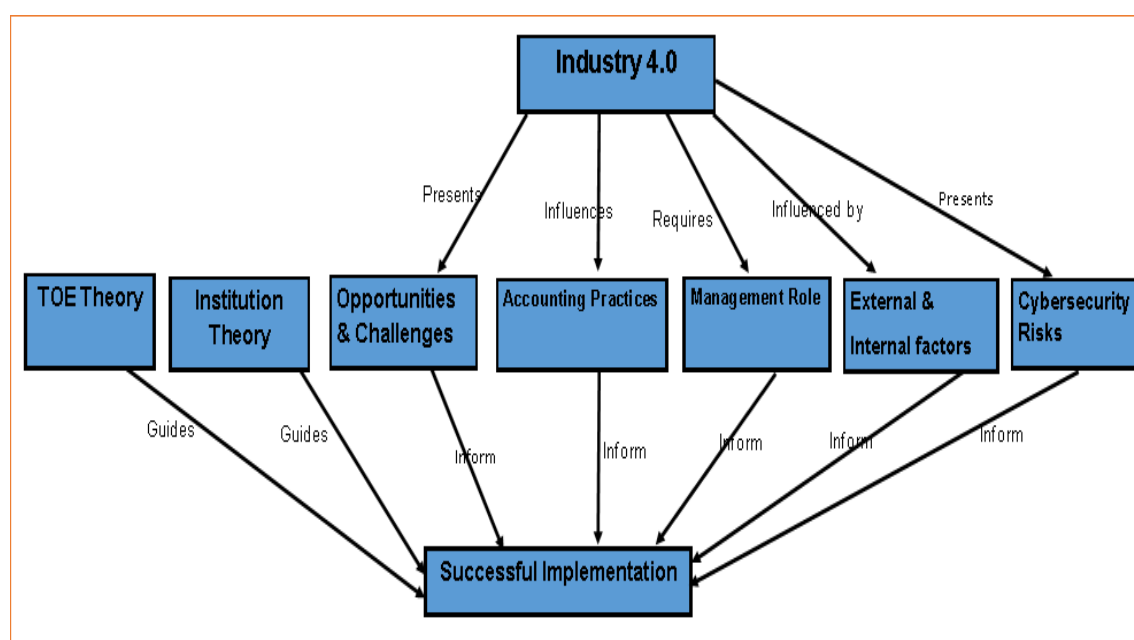 Industry 4.0
Presents
Influences
Requires
Influenced by
Presents
TOE Theory
Institution
Theory
Opportunities
& Challenges
Accounting Practices
Management Role
External &
Internal factors
Cybersecurity
Risks
Guides
Guides
Inform
Inform
Inform
Inform
Inform
Successful Implementation